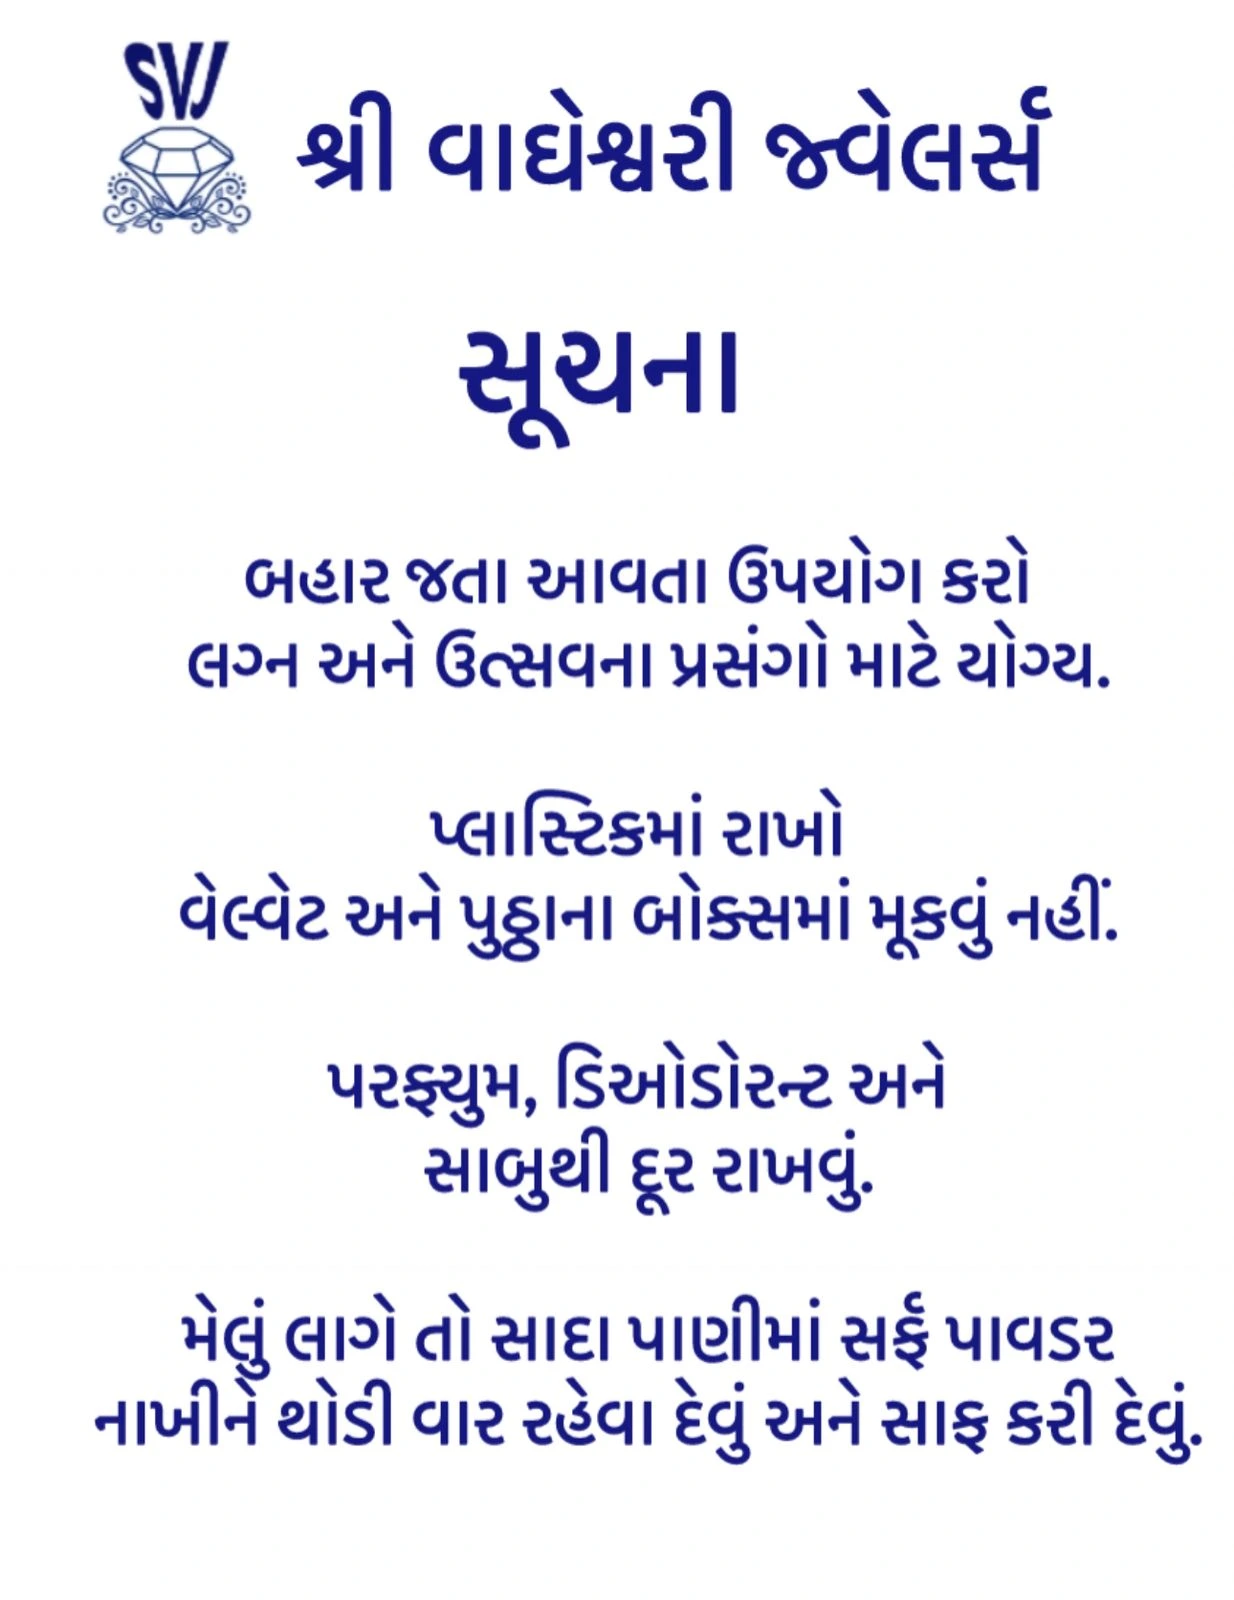 SVJ
શ્રી વાઘેશ્વરી જ્વેલર્સ
સૂચના
બહાર જતા આવતા ઉપયોગ કરો
લગ્ન અને ઉત્સવના પ્રસંગો માટે યોગ્ય.
પ્લાસ્ટિકમાં રાખો
વેલ્વેટ અને પુઠ્ઠાના બોક્સમાં મૂકવું નહીં.
પરફ્યુમ, ડિઓડોરન્ટ અને
સાબુથી દૂર રાખવું.
મેલું લાગે તો સાદા પાણીમાં સર્ફ પાવડર
નાખીને થોડી વાર રહેવા દેવું અને સાફ કરી દેવું.